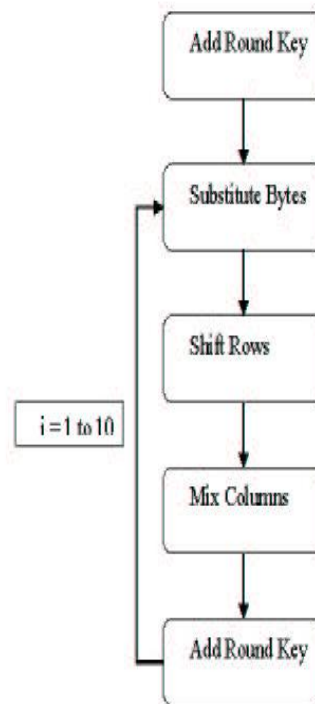 Add Round Key
Substitute Bytes
Shift Rows
i =1 to 10
Mix Columns
Add Round Key